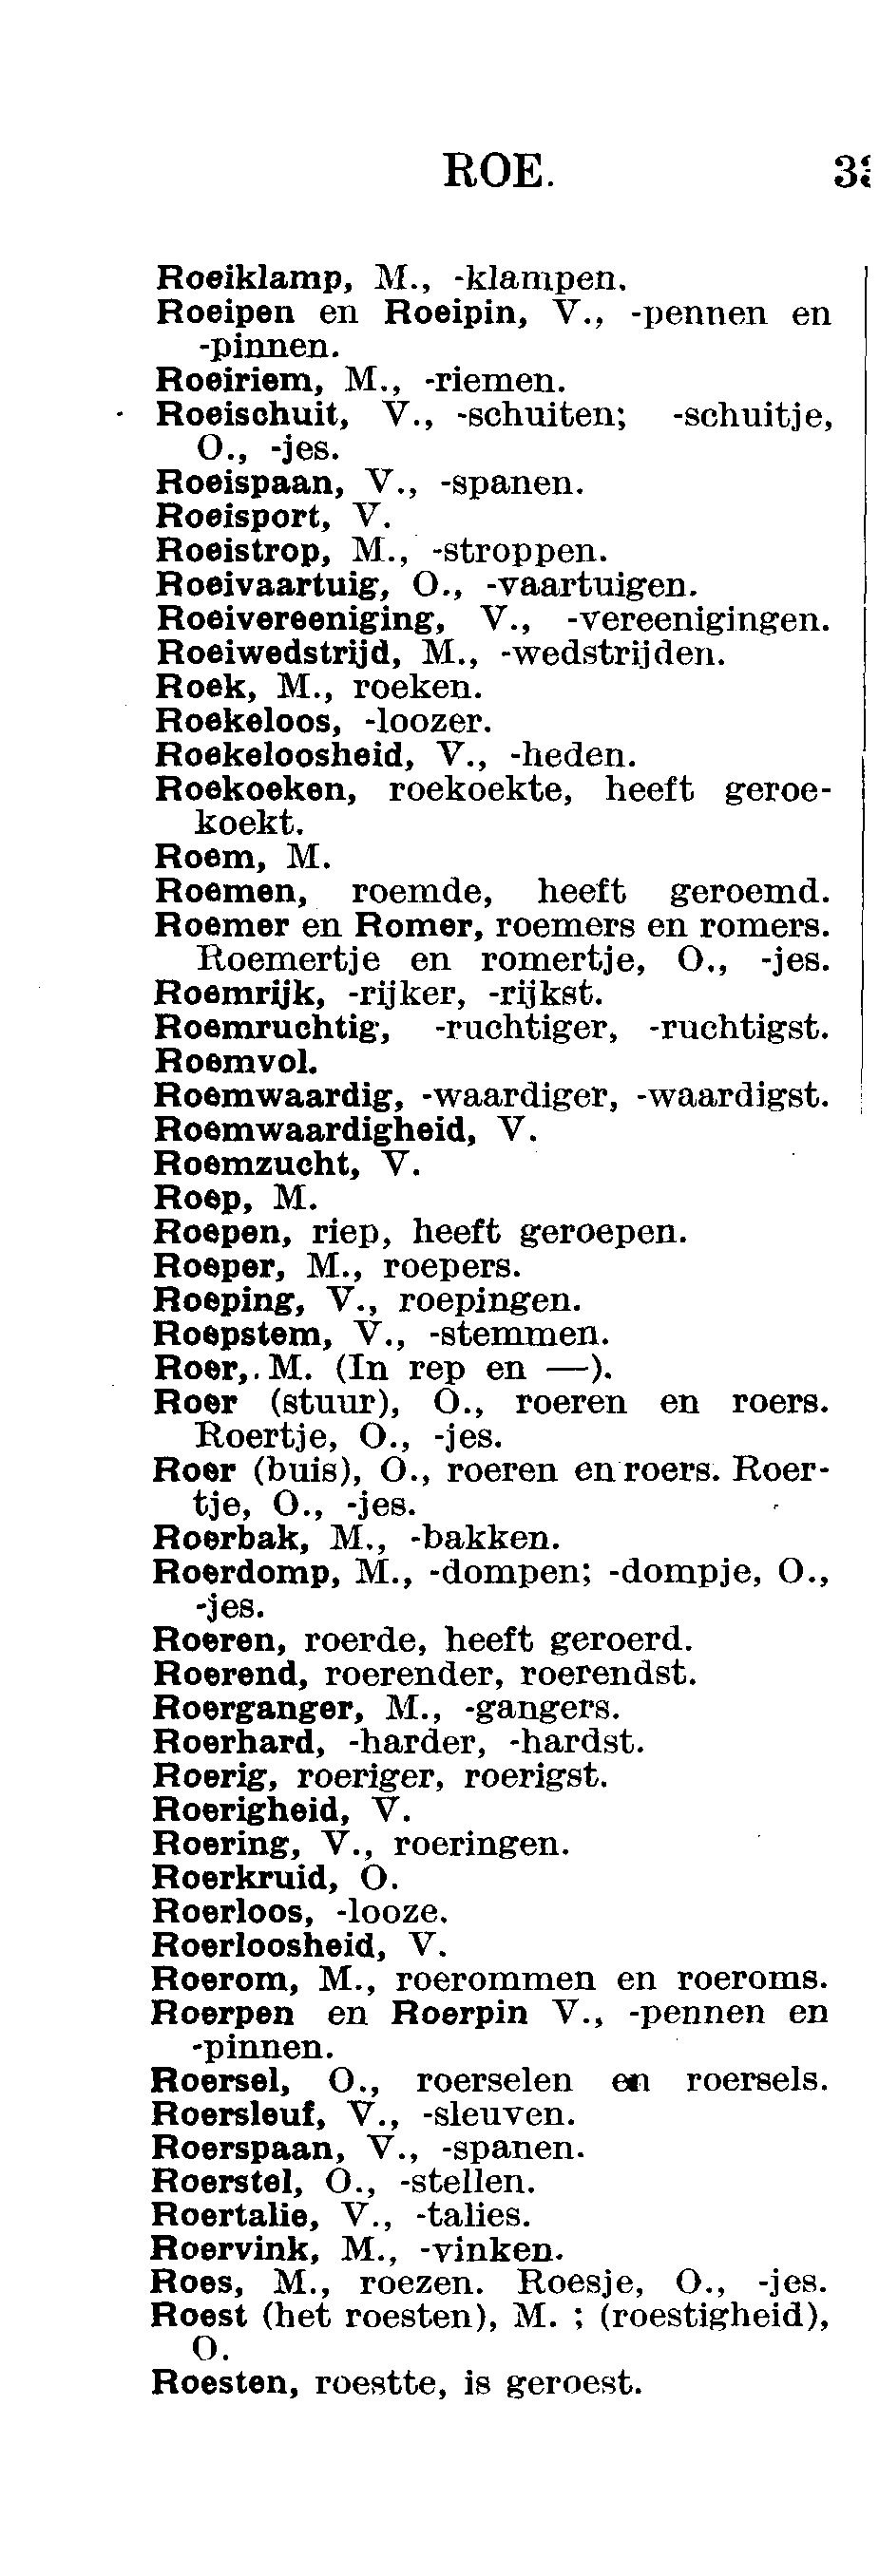 ROE.
Roeiklamp, M., -klampen.
Roeipen en Roeipin, V., -pennen en
-pinnen.
Roeiriem, M., -riemen.
Roeischuit, V., -schuiten; -schuitje,
O., -jes.
Roeispaan, V., -spanen.
Roeisport, V.
Roeistrop, M., -stroppen.
Roeivaartuig, O., -vaartuigen.
Roeivereeniging, V., -vereenigingen.
Roeiwedstrijd, M., -wedstrijden.
Roek, M., roeken.
Roekeloos, -loozer.
Roekeloosheid, V., -heden.
Roekoeken, roekoekte, heeft geroe-
koekt.
Roem, M.
Roemen, roemde, heeft geroemd.
Roemer en Romer, roemers en romers.
Roemertje en romertje, O., -jes.
Roemrijk, -rijker, -rijkst.
Roemruchtig, -ruchtiger, -ruchtigst.
Roemvol.
Roemwaardig, -waardiger, -waardigst.
Roemwaardigheid, V.
Roemzucht, V.
Roep, M.
Roepen, riep, heeft geroepen.
Roeper, M., roepers.
Roeping, V., roepingen.
Roepstem, V., -stemmen.
Roer, M. (In rep en —).
Roer (stuur), O., roeren en roers.
Roertje, O., -jes.
Roer (buis), O., roeren en roers. Roer-
tje, O., -jes.
Roerbak, M., -bakken.
Roerdomp, M., -dompen; -dompje, O.,
-jes.
Roeren, roerde, heeft geroerd.
Roerend, roerender, roerendst.
Roerganger, M., -gangers.
Roerhard, -harder, -hardst.
Roerig, roeriger, roerigst.
Roerigheid, V.
Roering, V., roeringen.
Roerkruid, O.
Roerloos, -looze.
Roerloosheid, V.
Roerom, M., roerommen en roeroms.
Roerpen en Roerpin V., -pennen en
-pinnen.
Roersel, O., roerselen en roersels.
Roersleuf, V., -sleuven.
Roerspaan, V., -spanen.
Roerstel, O., -stellen.
Roertalie, V., -talies.
Roervink, M., -vinken.
Roes, M., roezen. Roesje, O., -jes.
Roest (het roesten), M. ; (roestigheid),
O.
Roesten, roestte, is geroest.